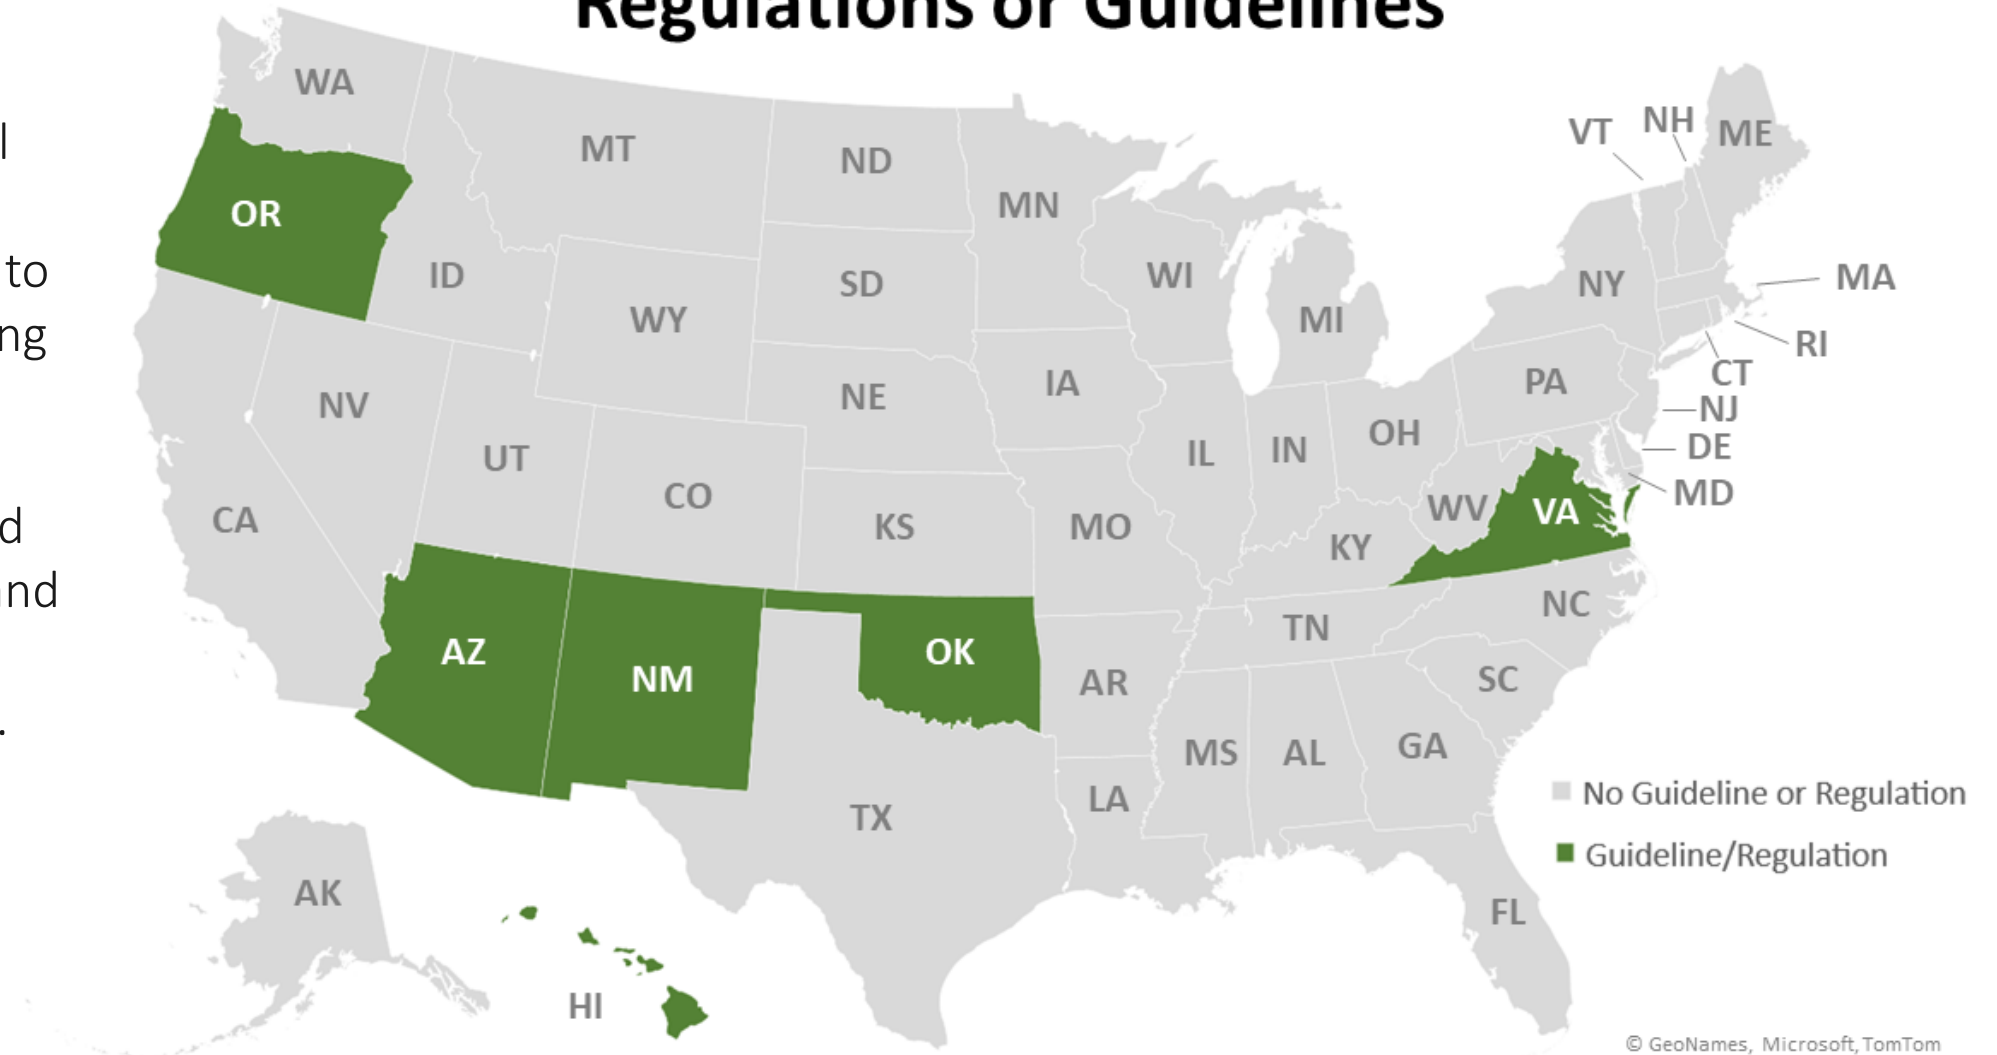 Regulations or Guidelines
to
ng
d
and
.
WA
OR
MT
ND
MN
ID
WY
SD
WI
MI
VT
NH
ME
NY
MA
RI
CT
NJ
DE
MD
NV
UT
CO
NE
IA
IL
IN
OH
PA
CA
KS
MO
KY
WV
VA
AZ
NM
OK
AR
TN
NC
SC
MS
AL
GA
TX
LA
FL
AK
HI
No Guideline or Regulation
Guideline/Regulation
© GeoNames, Microsoft, TomTom